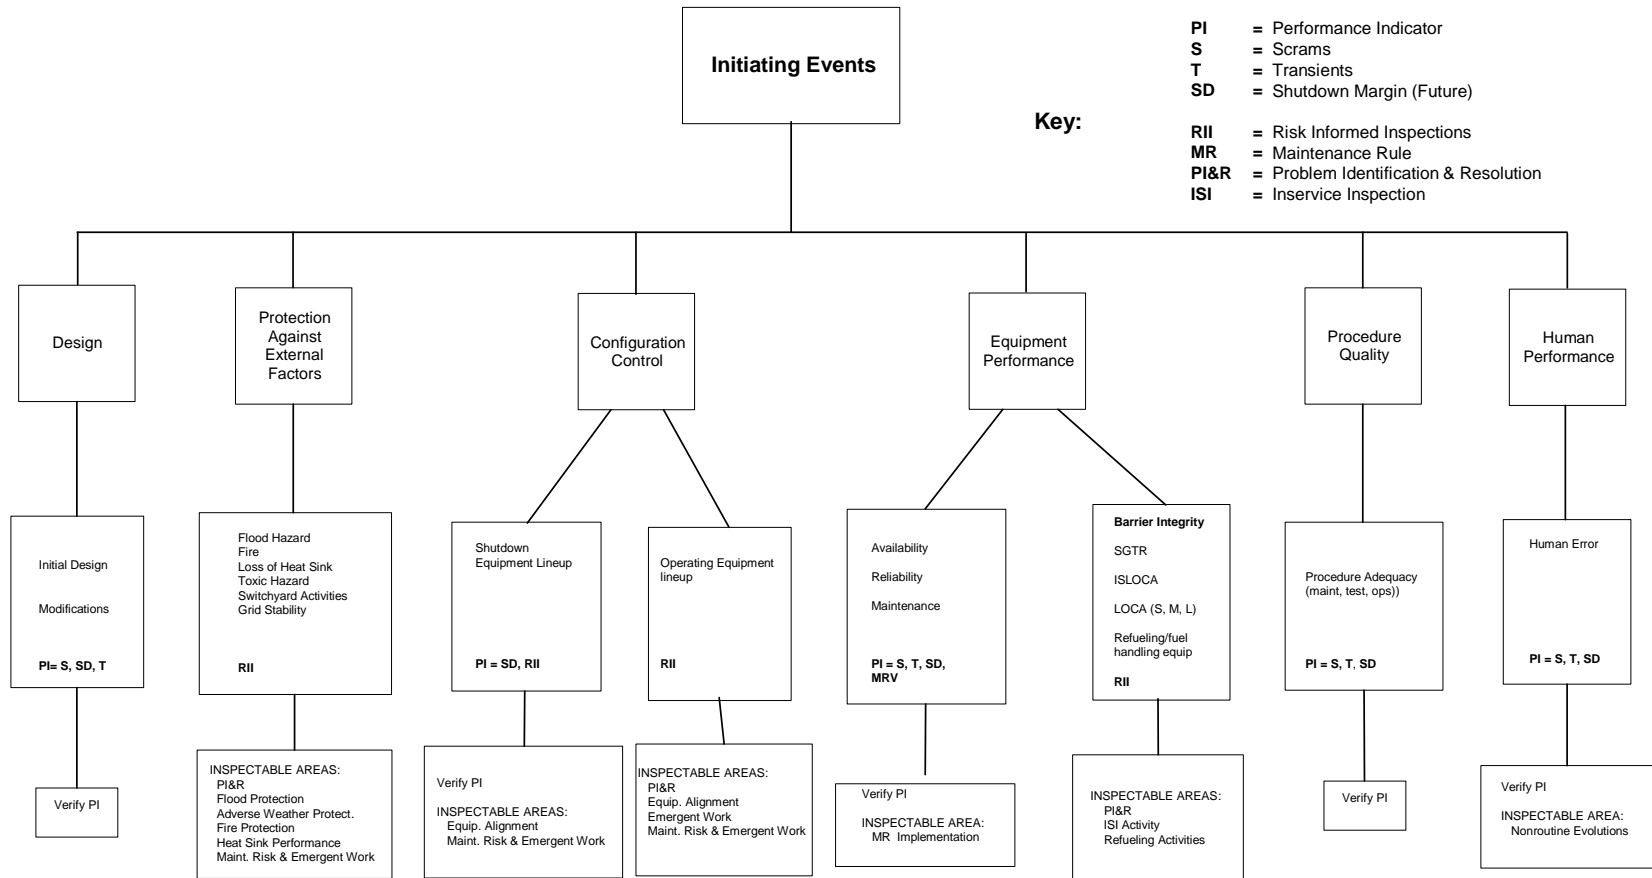 Initiating Events
Key:
PI = Performance Indicator
S = Scrams
T = Transients
SD = Shutdown Margin (Future)
RII = Risk Informed Inspections
MR = Maintenance Rule
PI&R = Problem Identification & Resolution
ISI = Inservice Inspection
Design
Protection
Against
External
Factors
Configuration
Control
Equipment
Performance
Procedure
Quality
Human
Performance
Initial Design
Modifications
PI= S, SD, T
Flood Hazard
Fire
Loss of Heat Sink
Toxic Hazard
Switchyard Activities
Grid Stability
RII
Shutdown
Equipment Lineup
PI = SD, RII
Operating Equipment
lineup
RII
Availability
Reliability
Maintenance
PI = S, T, SD,
MRV
Barrier Integrity
SGTR
ISLOCA
LOCA (S, M, L)
Refueling/fuel
handling equip
RII
Procedure Adequacy
(maint, test, ops))
PI = S, T, SD
Human Error
PI = S, T, SD
Verify PI
INSPECTABLE AREAS:
PI&R
Flood Protection
Adverse Weather Protect.
Fire Protection
Heat Sink Performance
Maint. Risk & Emergent Work
Verify PI
INSPECTABLE AREAS:
Equip. Alignment
Maint. Risk & Emergent Work
INSPECTABLE AREAS:
PI&R
Equip. Alignment
Emergent Work
Maint. Risk & Emergent Work
Verify PI
INSPECTABLE AREA:
MR Implementation
INSPECTABLE AREAS:
PI&R
ISI Activity
Refueling Activities
Verify PI
Verify PI
INSPECTABLE AREA:
Nonroutine Evolutions